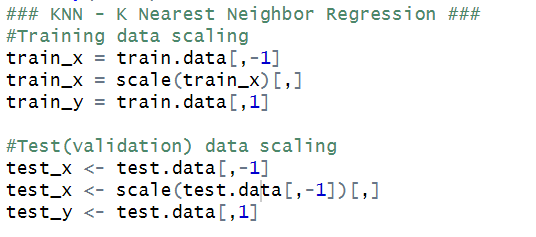 ### KNN - K Nearest Neighbor Regression ###
#Training data scaling
train_x = train.data[,-1]
train_x = scale(train_x)[,]
train_y = train.data[,1]

#Test(validation) data scaling
test_x <- test.data[,-1]
test_x <- scale(test.data[,-1])[,]
test_y <- test.data[,1]